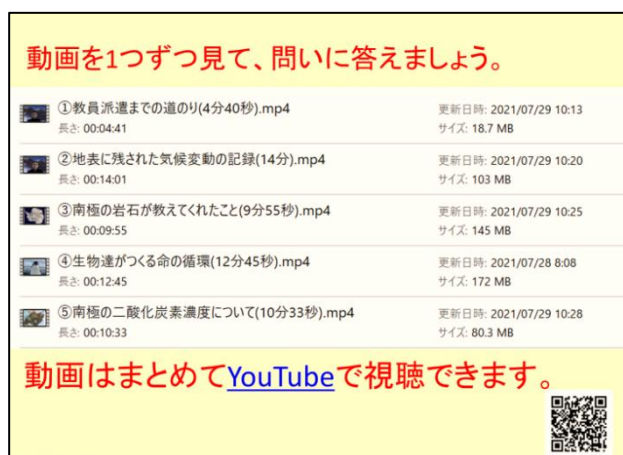 動画を1つずつ見て、問いに答えましょう。
①教員派遣までの道のり(4分40秒).mp4
更新日時: 2021/07/29 10:13
長さ: 00:04:41
サイズ: 18.7 MB
②地表に残された気候変動の記録(14分).mp4
更新日時: 2021/07/29 10:20
長さ: 00:14:01
サイズ: 103 MB
③南極の岩石が教えてくれたこと(9分55秒).mp4
更新日時: 2021/07/29 10:25
長さ: 00:09:55
サイズ: 145 MB
④生物達がつくる命の循環(12分45秒).mp4
更新日時: 2021/07/28 8:08
長さ: 00:12:45
サイズ: 172 MB
⑤南極の二酸化炭素濃度について(10分33秒).mp4
更新日時: 2021/07/29 10:28
長さ: 00:10:33
サイズ: 80.3 MB
動画はまとめてYouTubeで視聴できます。